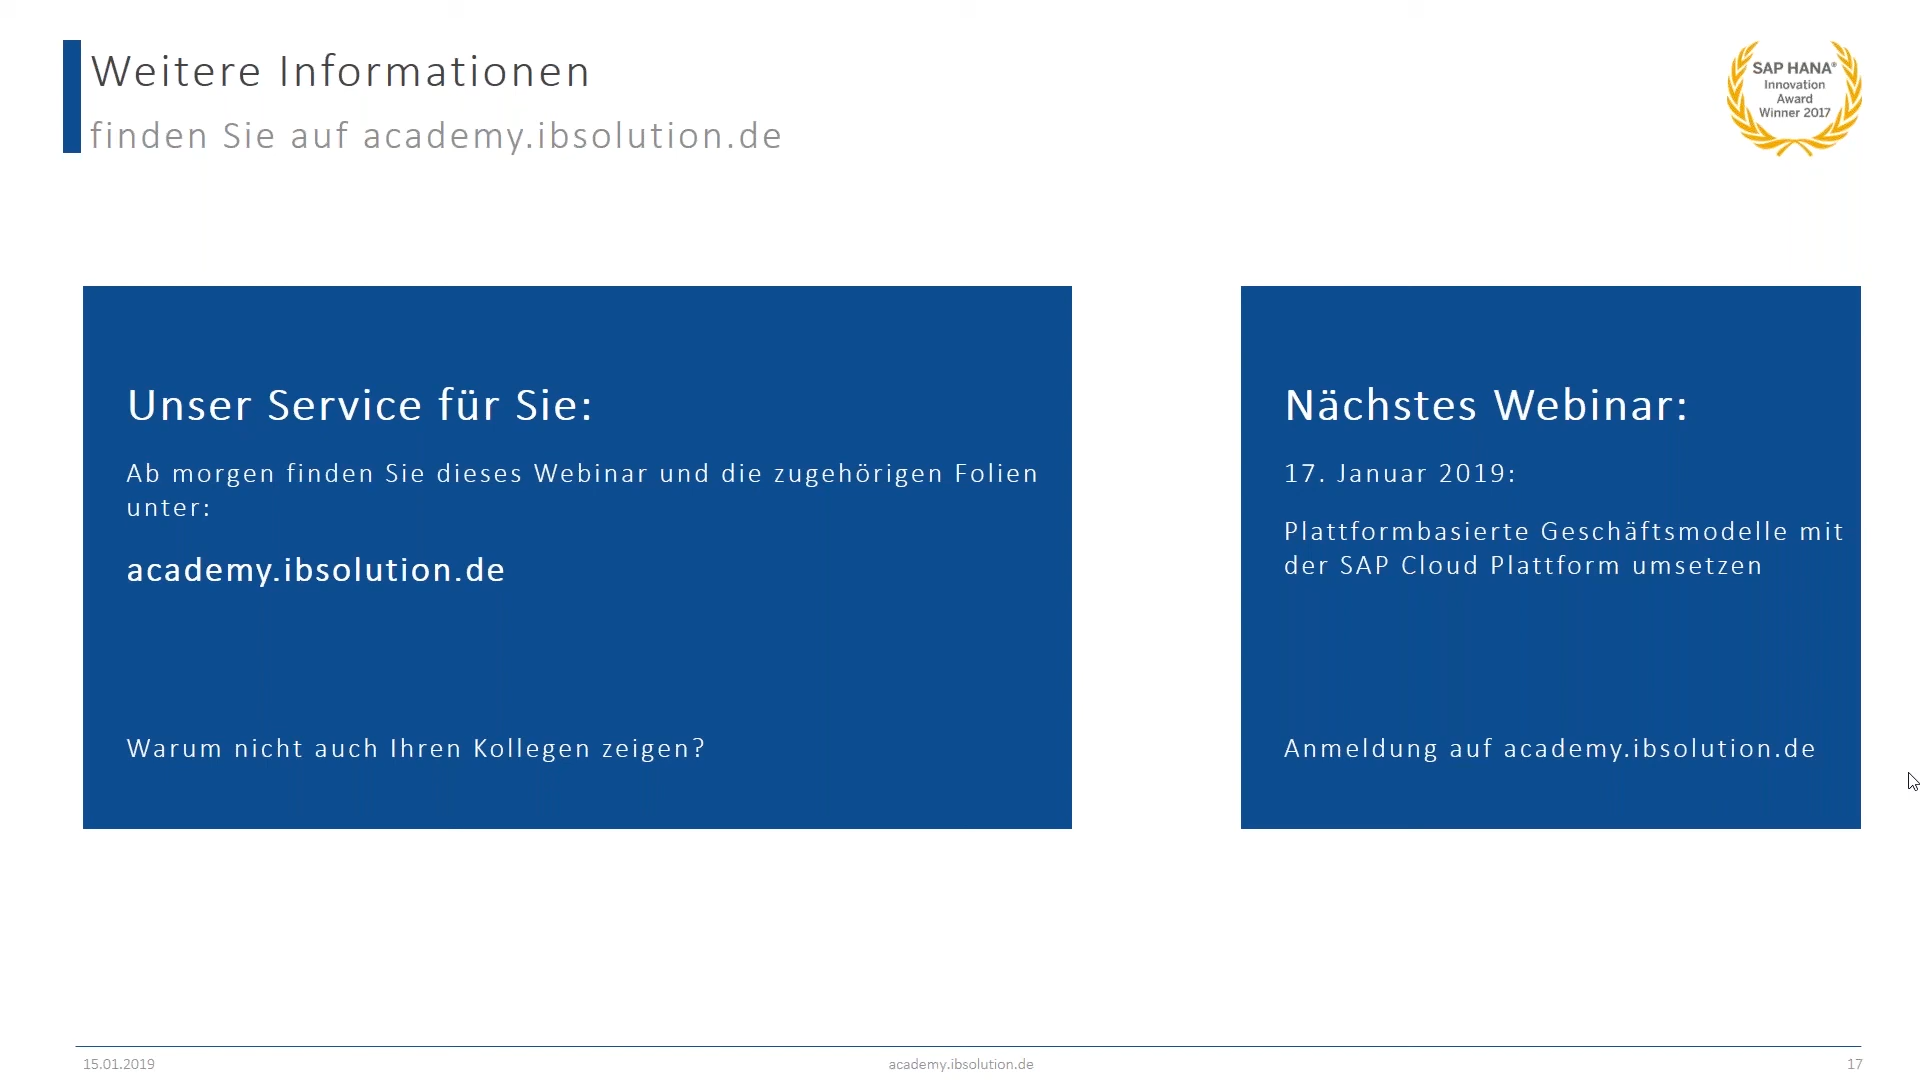 Weitere Informationen
finden Sie auf academy.ibsolution.de
SAP HANA®
Innovation
Award
Winner 2017
Unser Service für Sie:
Ab morgen finden Sie dieses Webinar und die zugehörigen Folien
unter:
academy.ibsolution.de
Warum nicht auch Ihren Kollegen zeigen?
Nächstes Webinar:
17. Januar 2019:
Plattformbasierte Geschäftsmodelle mit
der SAP Cloud Plattform umsetzen
Anmeldung auf academy.ibsolution.de
15.01.2019
academy.ibsolution.de
17